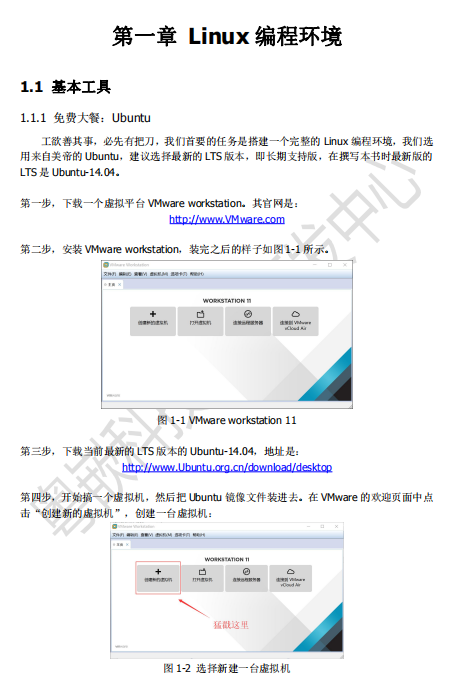 第一章 Linux 编程环境
1.1 基本工具
1.1.1 免费大餐：Ubuntu
工欲善其事，必先有把刀，我们首要的任务是搭建一个完整的 Linux 编程环境，我们选
用来自美帝的 Ubuntu，建议选择最新的 LTS 版本，即长期支持版，在撰写本书时最新版的
LTS 是 Ubuntu-14.04。
第一步，下载一个虚拟平台 VMware workstation。其官网是：
http://www.VMware.com
第二步，安装 VMware workstation，装完之后的样子如图 1-1 所示。
VMware Workstation
文件(F) 编辑(E) 查看(V) 虚拟机(M) 选项卡(T) 帮助(H)
主页
WORKSTATION 11
创建新的虚拟机 打开虚拟机 连接远程服务器 连接到 VMware
vCloud Air
图 1-1 VMware workstation 11
第三步，下载当前最新的 LTS 版本的 Ubuntu-14.04，地址是：
http://www.Ubuntu.org.cn/download/desktop
第四步，开始搞一个虚拟机，然后把 Ubuntu 镜像文件装进去。在 VMware 的欢迎页面中点
击“创建新的虚拟机”，创建一台虚拟机：
VMware Workstation
文件(F) 编辑(E) 查看(V) 虚拟机(M) 选项卡(T) 帮助(H)
主页
WORKSTATION 11
创建新的虚拟机 打开虚拟机 连接远程服务器 连接到 VMware
vCloud Air
猛戳这里
图 1-2 选择新建一台虚拟机